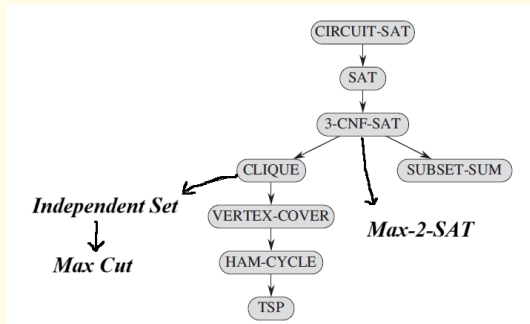 CIRCUIT-SAT
SAT
3-CNF-SAT
CLIQUE
SUBSET-SUM
Independent Set
VERTEX-COVER
Max-2-SAT
Max Cut
HAM-CYCLE
TSP